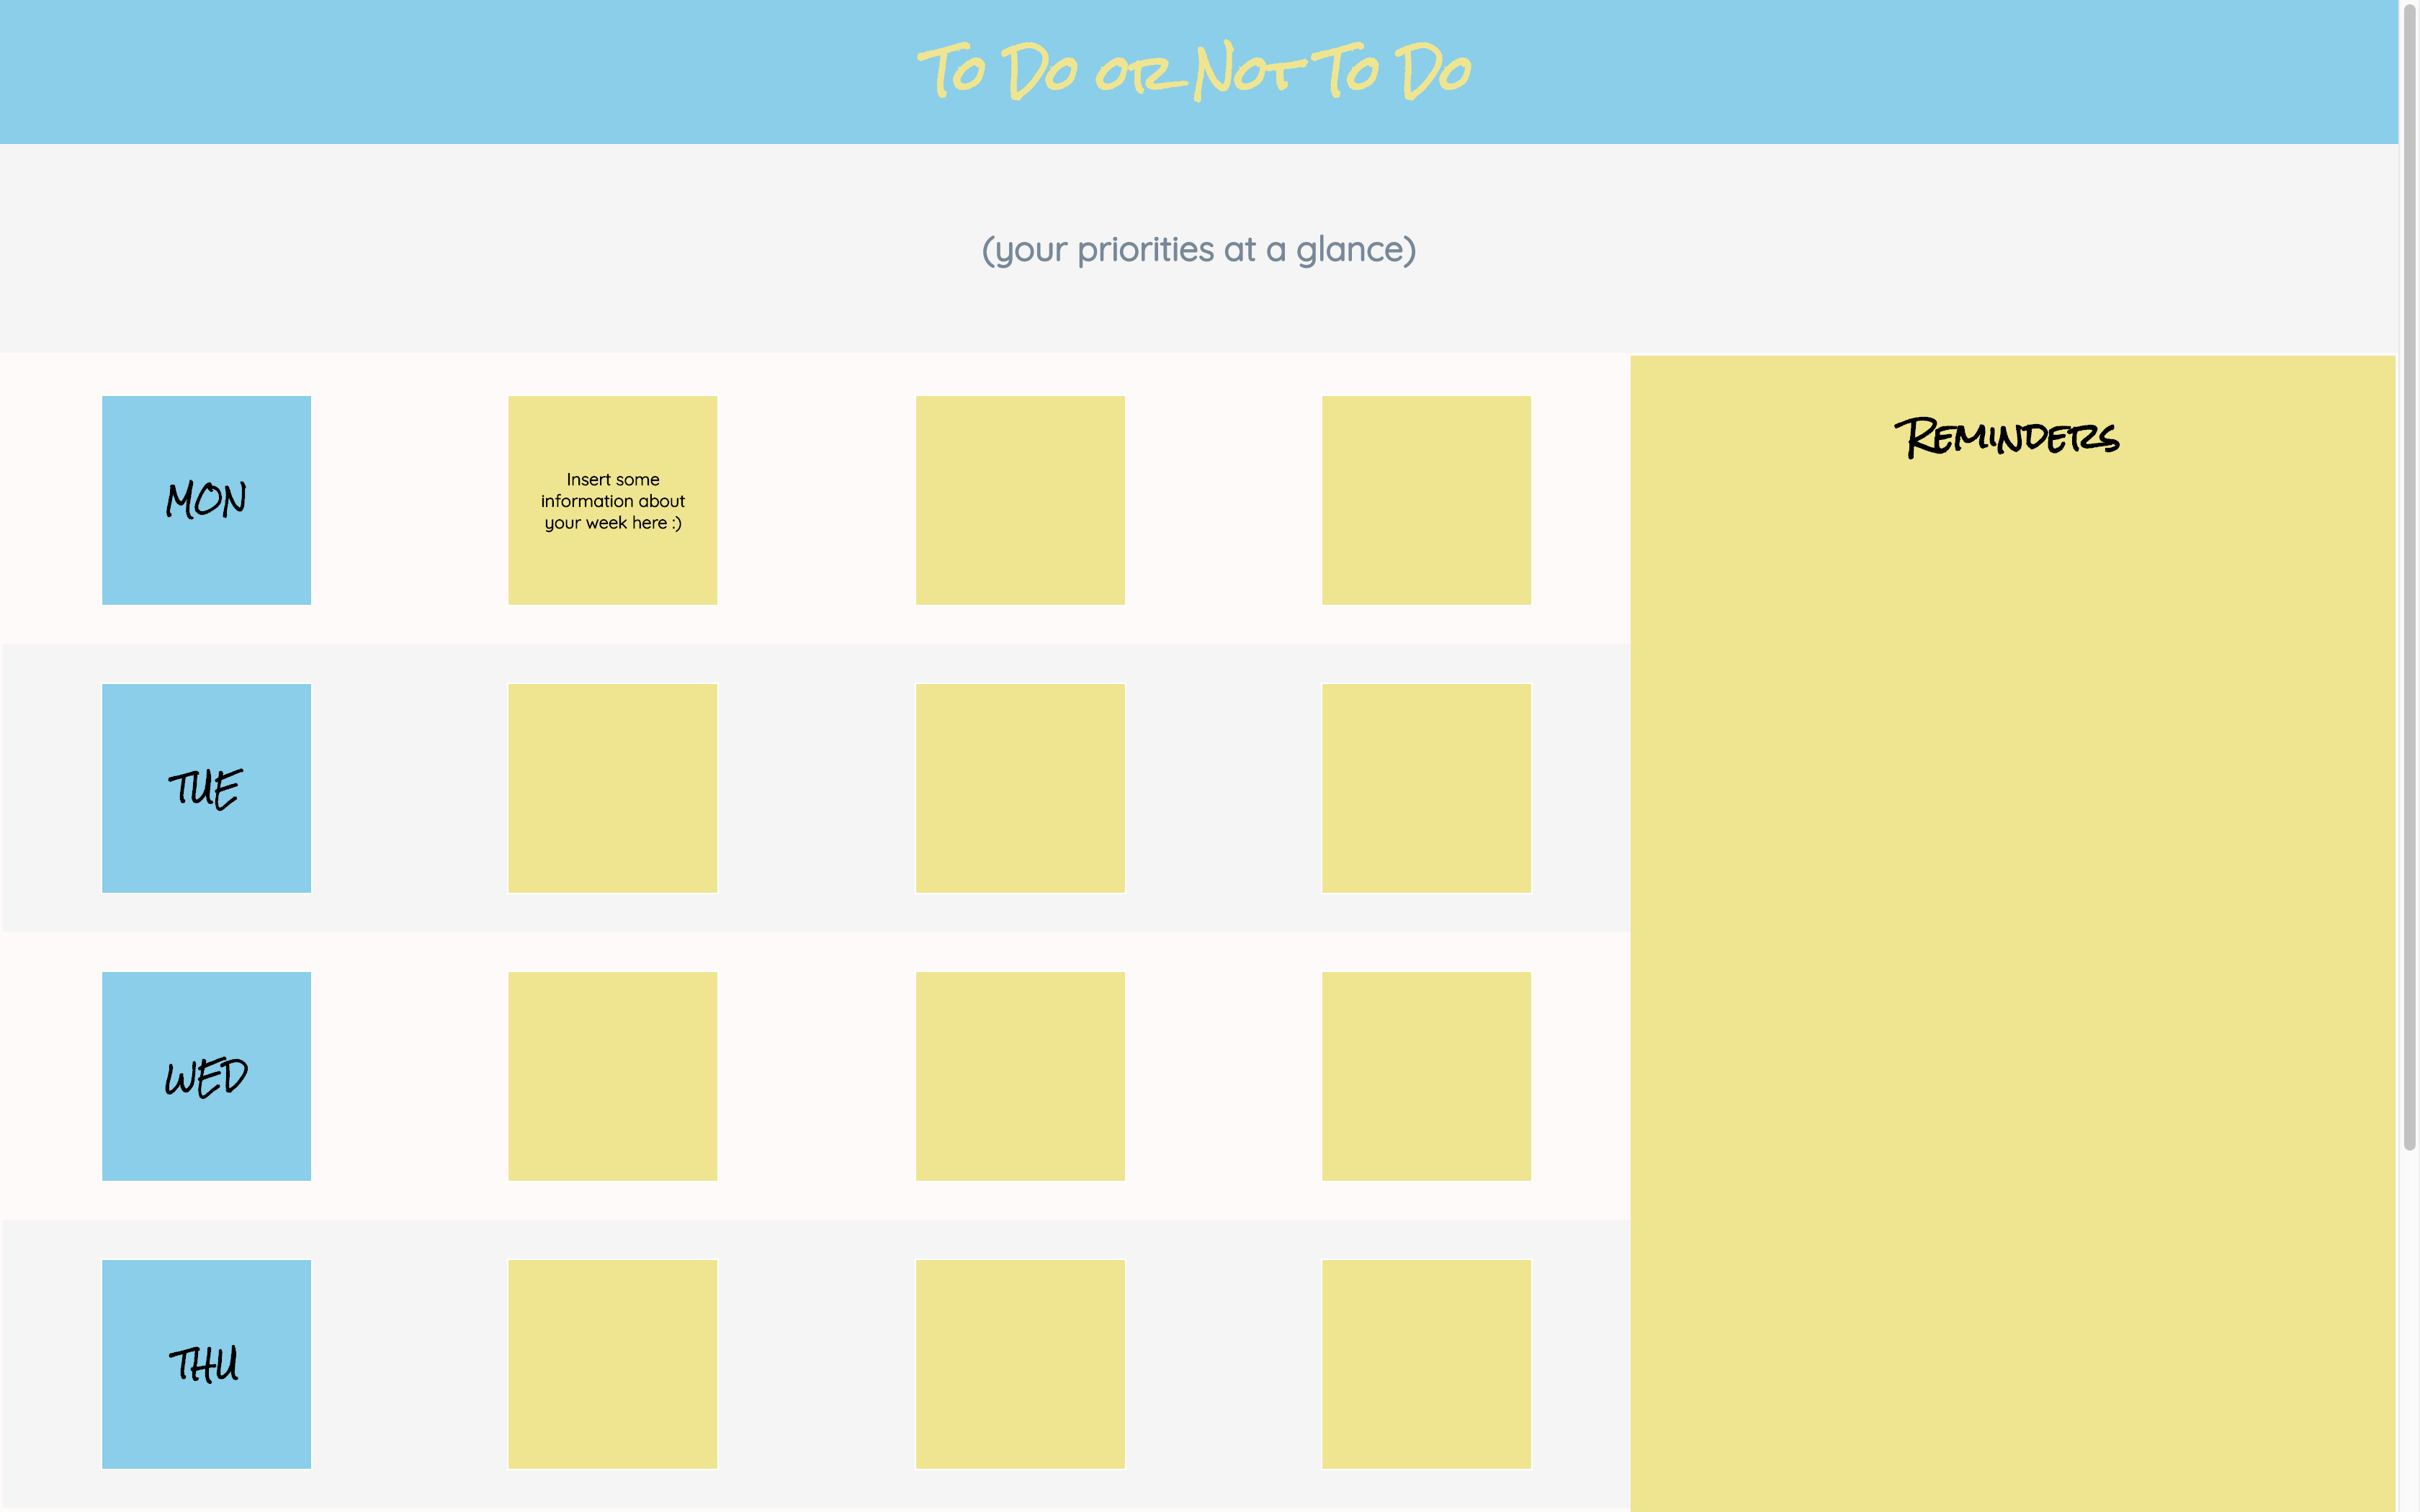 To Do or Not To Do
(your priorities at a glance)
MON
Insert some
information about
your week here :)
Reminders
TUE
WED
THU